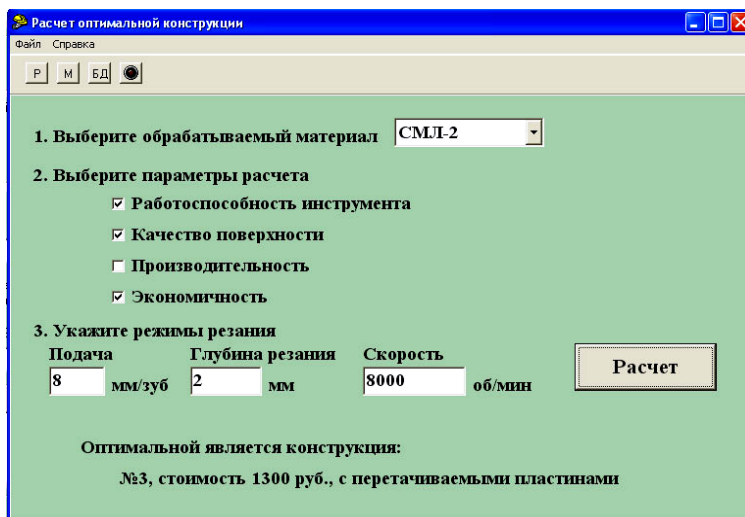 Расчет оптимальной конструкции
Файл Справка
Р М БД
1. Выберите обрабатываемый материал СМЛ-2
2. Выберите параметры расчета
Работоспособность инструмента
Качество поверхности
Производительность
Экономичность
3. Укажите режимы резания
Подача Глубина резания Скорость
8 мм/зуб 2 мм 8000 об/мин Расчет
Оптимальной является конструкция:
№3, стоимость 1300 руб., с перетачиваемыми пластинами